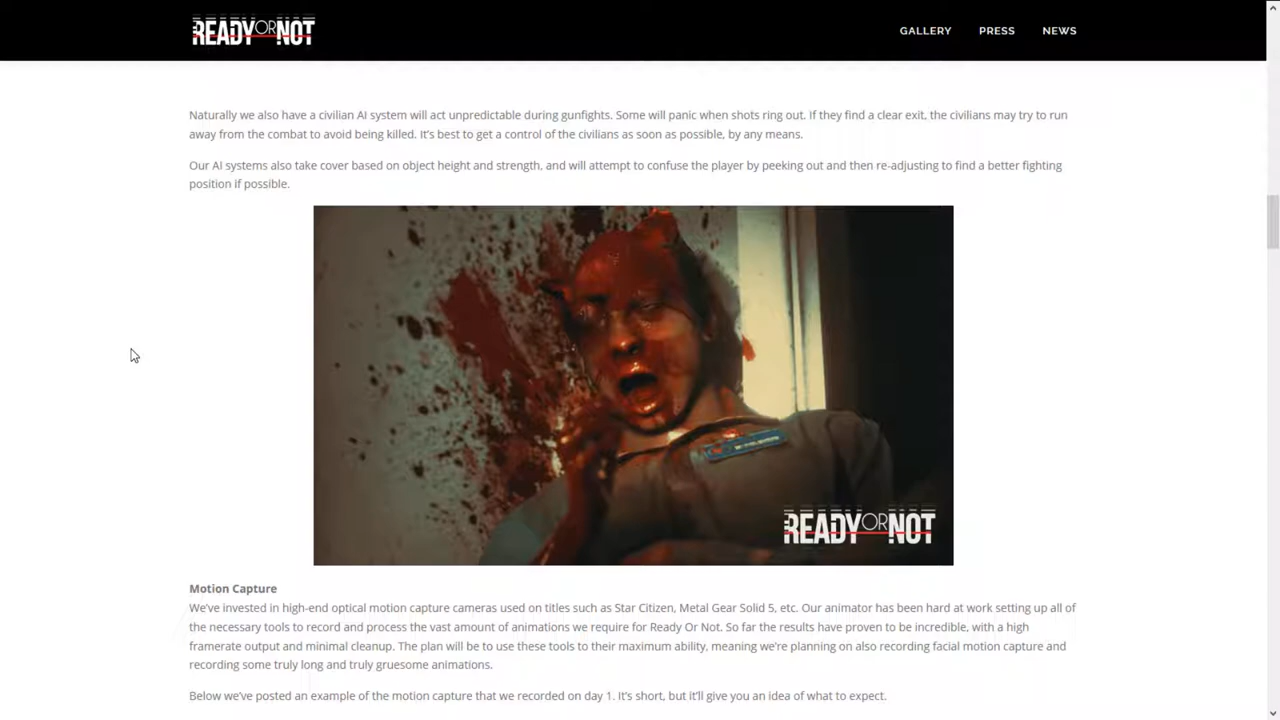 READY OR NOT
GALLERY PRESS NEWS
Naturally we also have a civilian AI system will act unpredictable during gunfights. Some will panic when shots ring out. If they find a clear exit, the civilians may try to run
away from the combat to avoid being killed. It's best to get a control of the civilians as soon as possible, by any means.
Our AI systems also take cover based on object height and strength, and will attempt to confuse the player by peeking out and then re-adjusting to find a better fighting
position if possible.
READY OR NOT
Motion Capture
We've invested in high-end optical motion capture cameras used on titles such as Star Citizen, Metal Gear Solid 5, etc. Our animator has been hard at work setting up all of
the necessary tools to record and process the vast amount of animations we require for Ready Or Not. So far the results have proven to be incredible, with a high
framerate output and minimal cleanup. The plan will be to use these tools to their maximum ability, meaning we're planning on also recording facial motion capture and
recording some truly long and truly gruesome animations.
Below we've posted an example of the motion capture that we recorded on day 1. It's short, but it'll give you an idea of what to expect.